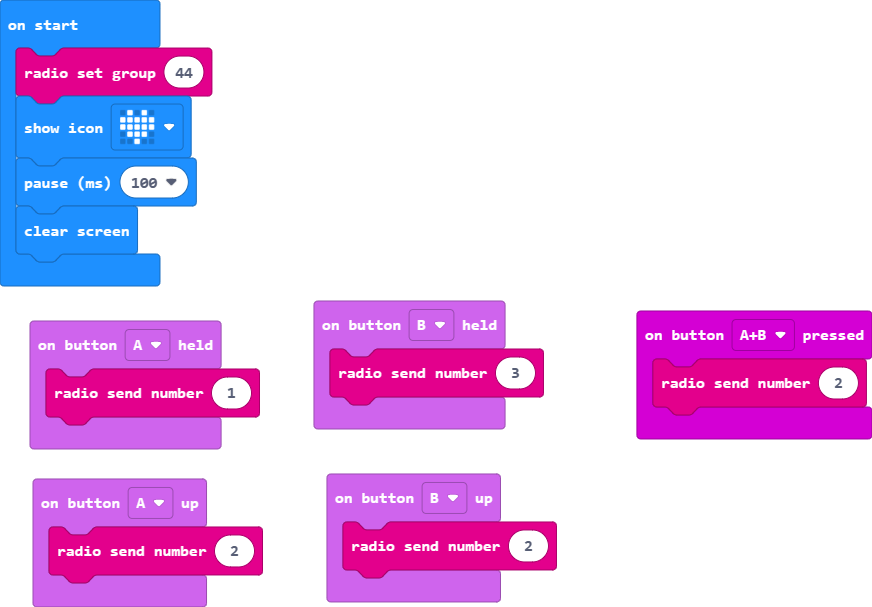 on start
radio set group 44
show icon
pause (ms) 100
clear screen
on button A held
radio send number 1
on button B held
radio send number 3
on button A+B pressed
radio send number 2
on button A up
radio send number 2
on button B up
radio send number 2